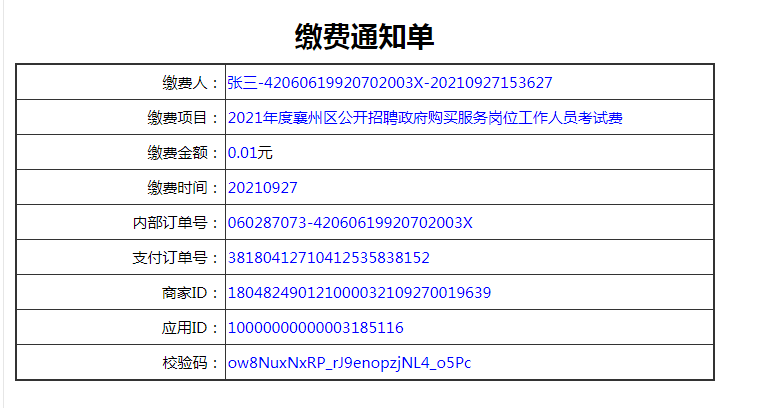 缴费通知单
缴费人： 张三-42060619920702003X-20210927153627
缴费项目： 2021年度襄州区公开招聘政府购买服务岗位工作人员考试费
缴费金额： 0.01元
缴费时间： 20210927
内部订单号： 060287073-42060619920702003X
支付订单号： 38180412710412535838152
商家ID： 180482490121000032109270019639
应用ID： 10000000000003185116
校验码： ow8NuxNxRP_rJ9enopzjNL4_o5Pc